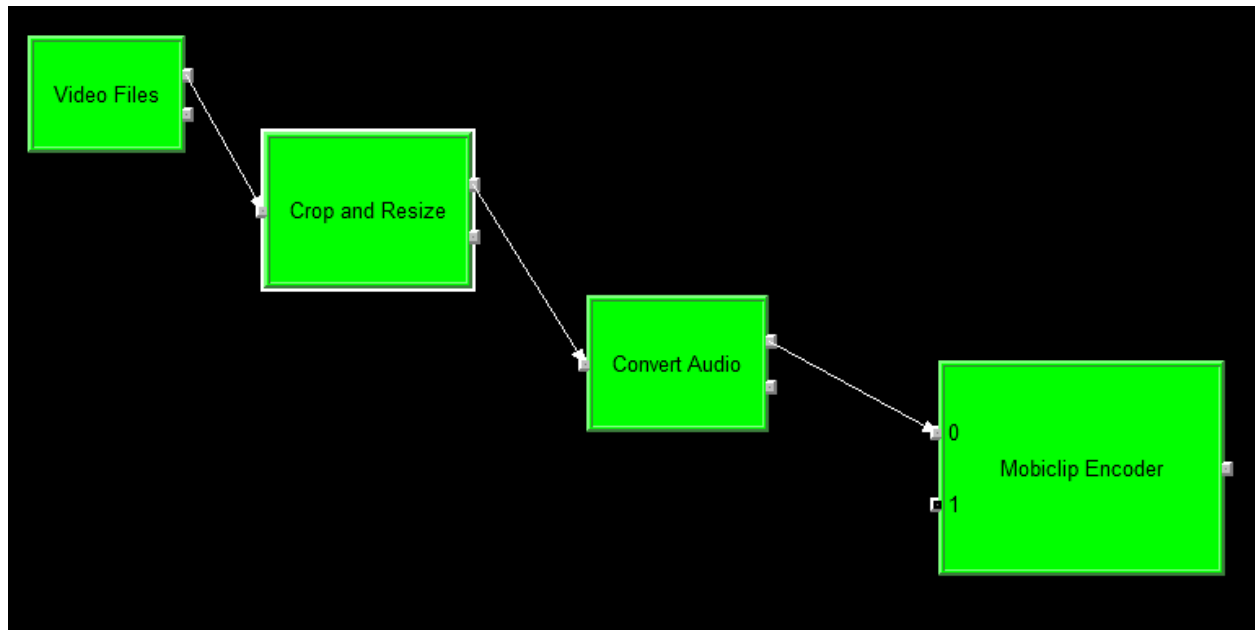 Video Files
Crop and Resize
Convert Audio
0
Mobiclip Encoder
1